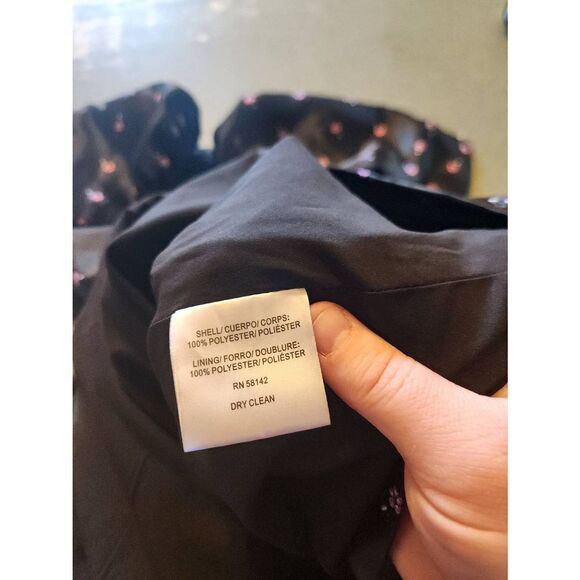 SHELL/ CUERPO/ CORPS:
100% POLYESTER/ POLIÉSTER
LINING/ FORRO/ DOUBLURE:
100% POLYESTER/ POLIÉSTER
RN 58142
DRY CLEAN